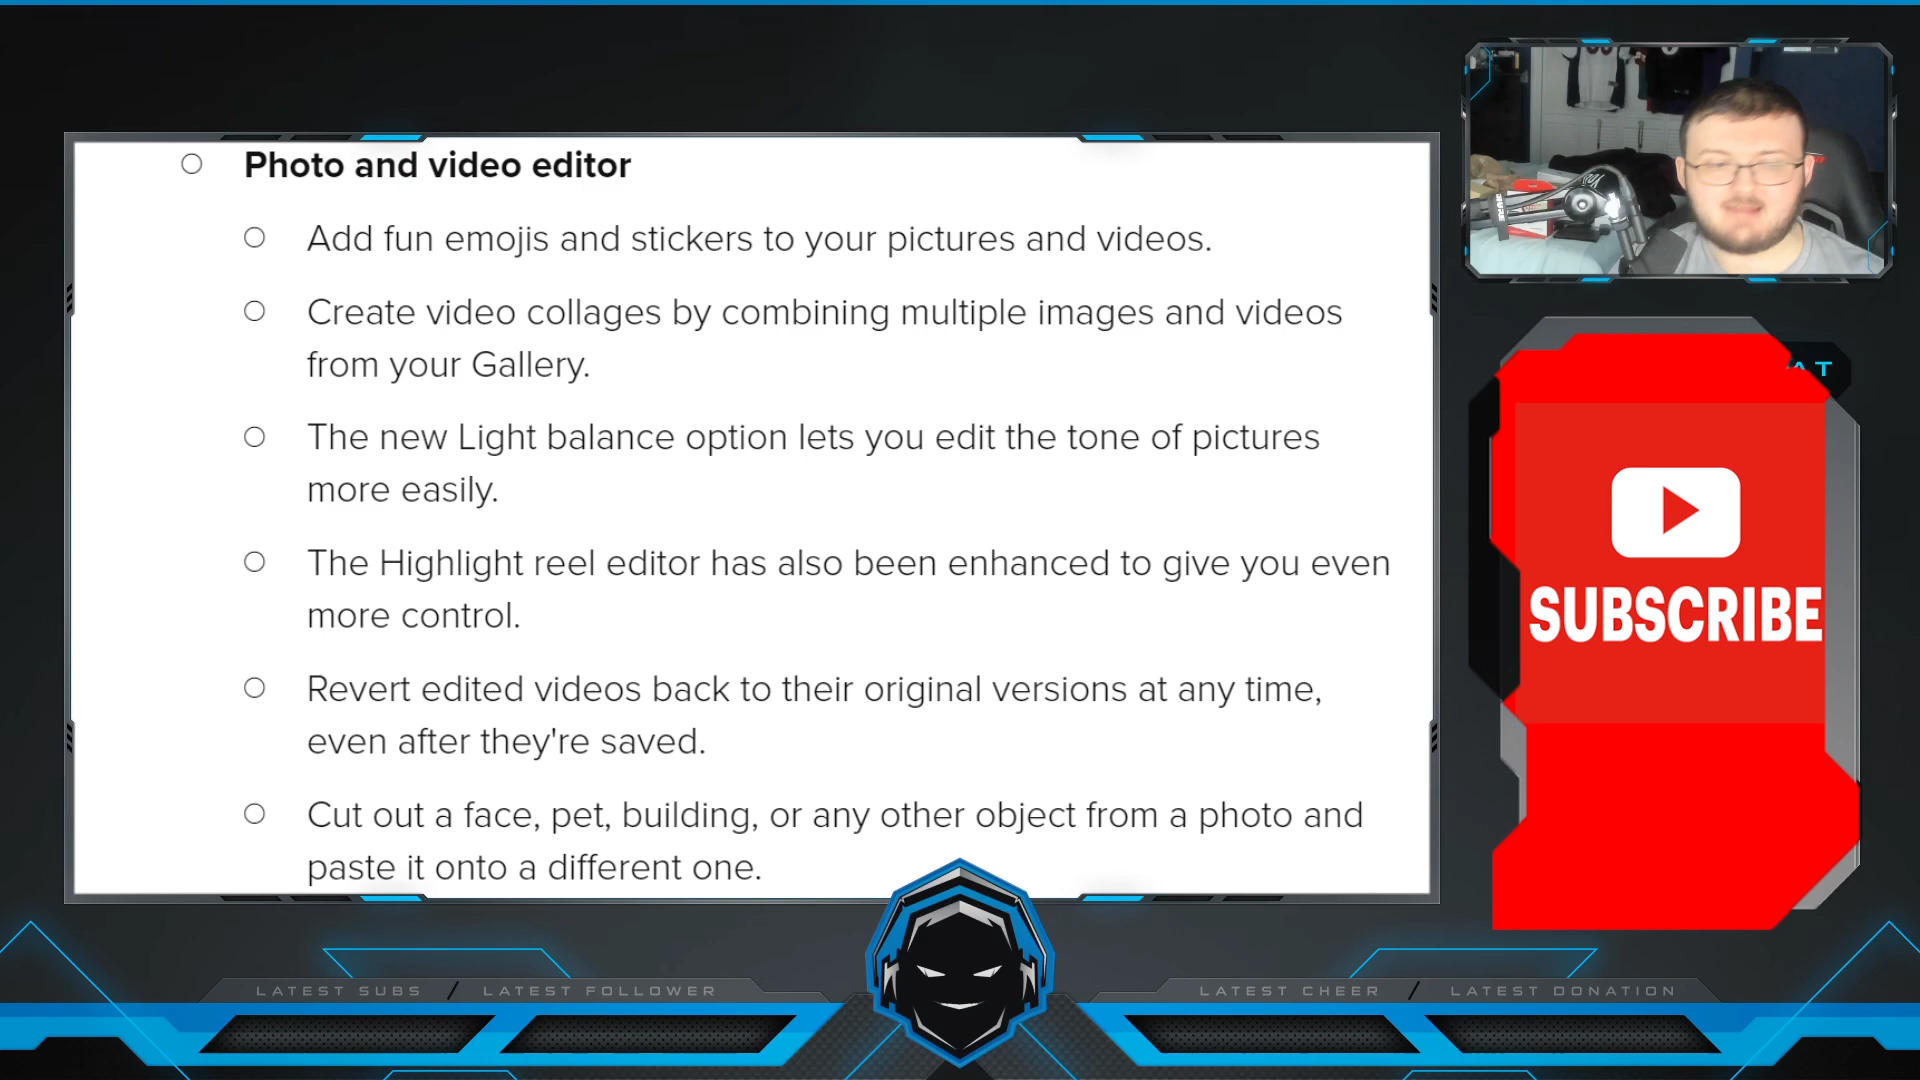 Photo and video editor
Add fun emojis and stickers to your pictures and videos.
Create video collages by combining multiple images and videos
from your Gallery.
The new Light balance option lets you edit the tone of pictures
more easily.
The Highlight reel editor has also been enhanced to give you even
more control.
Revert edited videos back to their original versions at any time,
even after they're saved.
Cut out a face, pet, building, or any other object from a photo and
paste it onto a different one.
SUBSCRIBE
LATEST SUBS / LATEST FOLLOWER
LATEST CHEER / LATEST DONATION